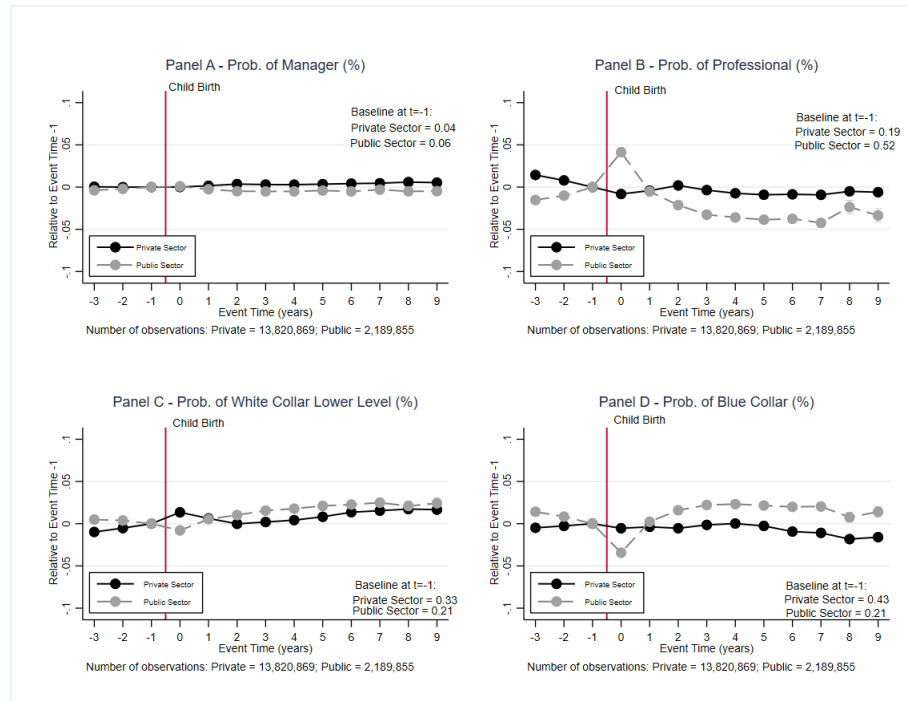 Panel A - Prob. of Manager (%)
Child Birth
Baseline at t=-1:
Private Sector = 0.04
Public Sector = 0.06
Relative to Event Time -1
.1
.05
0
-.05
-.1
Private Sector
Public Sector
-3 -2 -1 0 1 2 3 4 5 6 7 8 9
Event Time (years)
Number of observations: Private = 13,820,869; Public = 2,189,855
Panel B - Prob. of Professional (%)
Child Birth
Baseline at t=-1:
Private Sector = 0.19
Public Sector = 0.52
Relative to Event Time -1
.1
.05
0
-.05
-.1
Private Sector
Public Sector
-3 -2 -1 0 1 2 3 4 5 6 7 8 9
Event Time (years)
Number of observations: Private = 13,820,869; Public = 2,189,855
Panel C - Prob. of White Collar Lower Level (%)
Child Birth
Relative to Event Time -1
.1
.05
0
-.05
-.1
Private Sector
Public Sector
Baseline at t=-1:
Private Sector = 0.33
Public Sector = 0.21
-3 -2 -1 0 1 2 3 4 5 6 7 8 9
Event Time (years)
Number of observations: Private = 13,820,869; Public = 2,189,855
Panel D - Prob. of Blue Collar (%)
Child Birth
Relative to Event Time -1
.1
.05
0
-.05
-.1
Private Sector
Public Sector
Baseline at t=-1:
Private Sector = 0.43
Public Sector = 0.21
-3 -2 -1 0 1 2 3 4 5 6 7 8 9
Event Time (years)
Number of observations: Private = 13,820,869; Public = 2,189,855